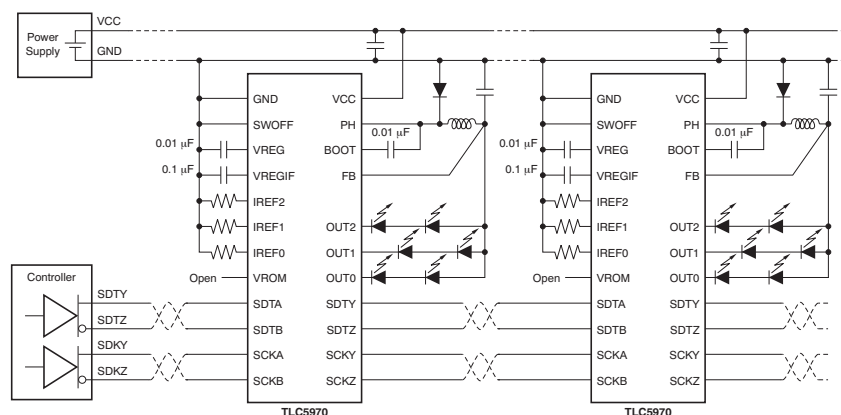 Power
Supply
VCC
GND
GND
SWOFF
0.01 µF
VREG
0.1 µF
VREGIF
IREF2
IREF1
IREF0
Open
VROM
SDTA
SDTB
SCKA
SCKB
VCC
PH
BOOT
0.01 µF
FB
OUT2
OUT1
OUT0
SDTY
SDTZ
SCKY
SCKZ
TLC5970
GND
SWOFF
0.01 µF
VREG
0.1 µF
VREGIF
IREF2
IREF1
IREF0
Open
VROM
SDTA
SDTB
SCKA
SCKB
VCC
PH
BOOT
0.01 µF
FB
OUT2
OUT1
OUT0
SDTY
SDTZ
SCKY
SCKZ
TLC5970
Controller
SDTY
SDTZ
SDKY
SDKZ